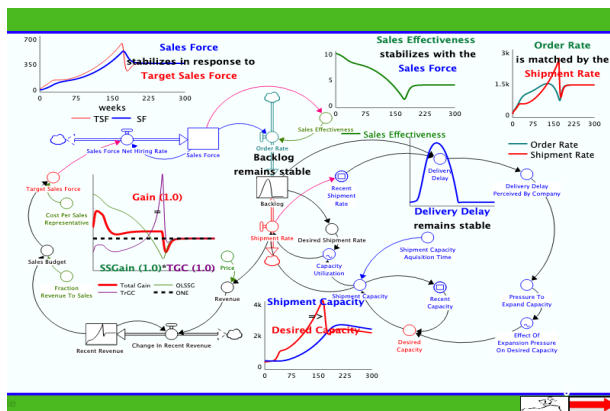 700
350
0
0 75 150 225 300
weeks
TSF SF
Sales Force
stabilizes in response to
Target Sales Force
10
5
0
0 75 150 225 300
Sales Effectiveness
Sales Effectiveness
stabilizes with the
Sales Force
3k
2k
0
0 75 150 225 300
Order Rate
Shipment Rate
Order Rate
is matched by the
Shipment Rate
Sales Force Net Hiring Rate
Sales Force
Order Rate
Sales Effectiveness
Backlog
remains stable
Backlog
Recent
Shipment
Rate
Delivery
Delay
Delivery Delay
Perceived By Company
Delivery Delay
remains stable
Target Sales Force
Cost Per Sales
Representative
Sales Budget
Fraction
Revenue To Sales
Gain (1.0)
=
SSGain (1.0)*TGC (1.0)
Total Gain OLSSG
TrGC ONE
Shipment Rate
Desired Shipment Rate
Capacity
Utilization
Shipment Capacity
Aquisition Time
Price
Revenue
Shipment Capacity
Recent
Capacity
Pressure To
Expand Capacity
Shipment Capacity
=>
Desired Capacity
4k
2k
0
0 75 150 225 300
Desired
Capacity
Effect Of
Expansion Pressure
On Desired Capacity
Recent Revenue
Change In Recent Revenue